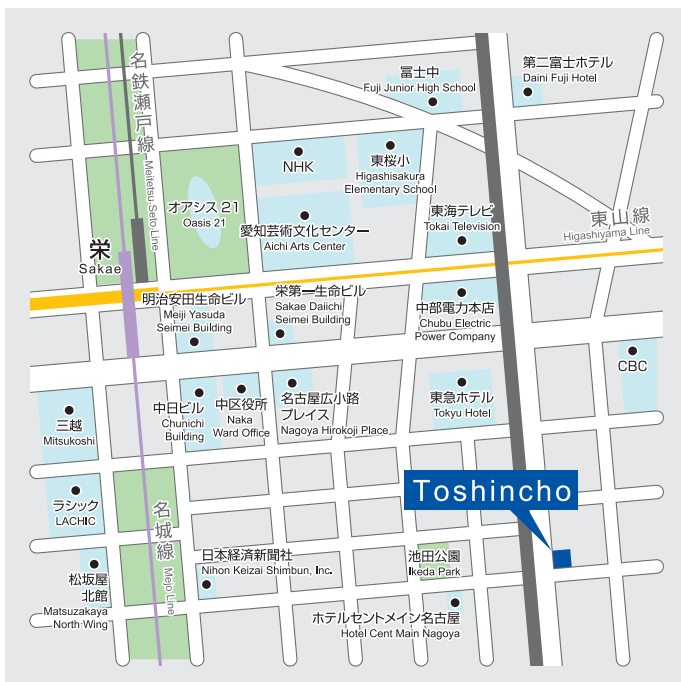 名鉄瀬戸線
Meitetsu Seto Line
冨士中
Fuji Junior High School
第二富士ホテル
Daini Fuji Hotel
NHK
東桜小
Higashisakura
Elementary School
オアシス 21
Oasis 21
愛知芸術文化センター
Aichi Arts Center
東海テレビ
Tokai Television
東山線
Higashiyama Line
栄
Sakae
明治安田生命ビル
Meiji Yasuda
Seimei Building
栄第一生命ビル
Sakae Daiichi
Seimei Building
中部電力本店
Chubu Electric
Power Company
CBC
三越
Mitsukoshi
中日ビル
Chunichi
Building
中区役所
Naka
Ward Office
名古屋広小路
プレイス
Nagoya Hirokoji Place
東急ホテル
Tokyu Hotel
Toshincho
ラシック
LACHIC
名城線
Mejo Line
松坂屋
北館
Matsuzakaya
North Wing
日本経済新聞社
Nihon Keizai Shimbun, Inc.
池田公園
Ikeda Park
ホテルセントメイン名古屋
Hotel Cent Main Nagoya